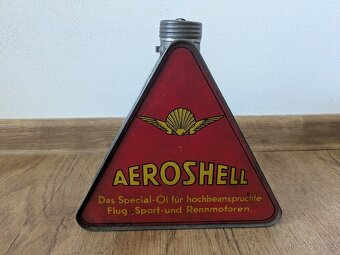 AEROSHELL
Das Special-Öl für hochbeanspruchte
Flug-, Sport-und Rennmotoren.